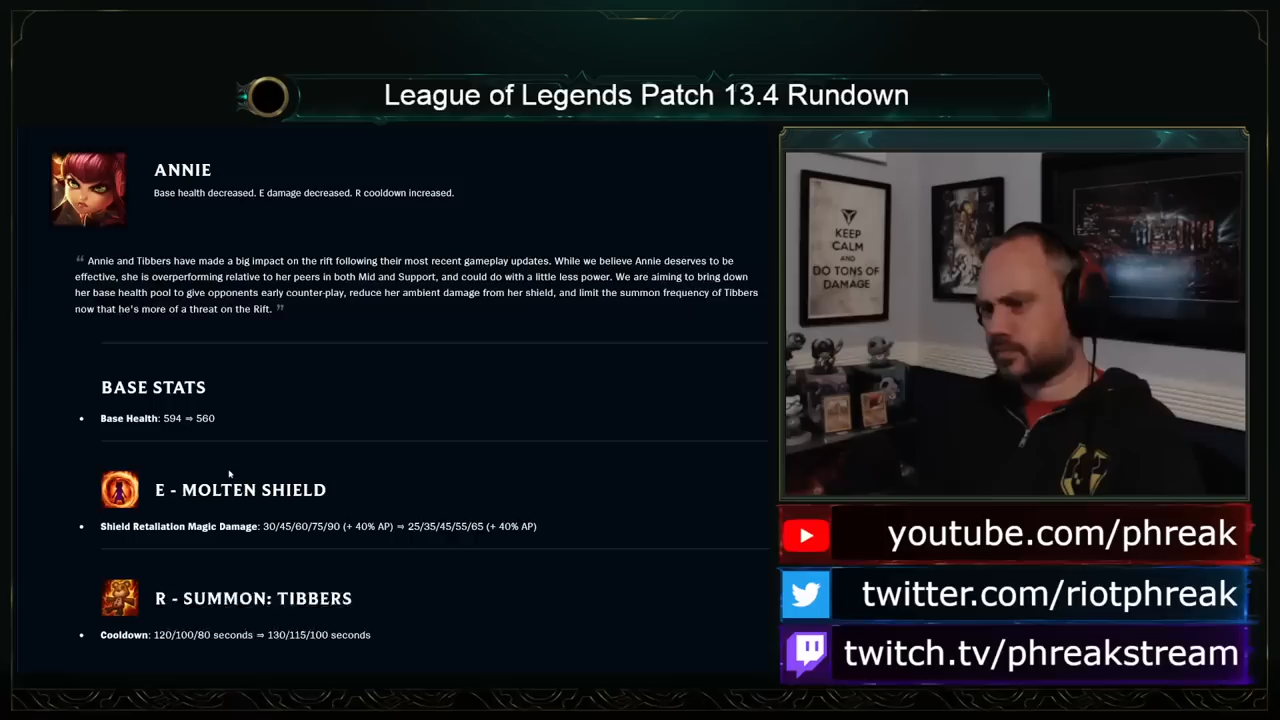 League of Legends Patch 13.4 Rundown
ANNIE
Base health decreased. E damage decreased. R cooldown increased.
“ Annie and Tibbers have made a big impact on the rift following their most recent gameplay updates. While we believe Annie deserves to be
effective, she is overperforming relative to her peers in both Mid and Support, and could do with a little less power. We are aiming to bring down
her base health pool to give opponents early counter-play, reduce her ambient damage from her shield, and limit the summon frequency of Tibbers
now that he's more of a threat on the Rift. ”
BASE STATS
• Base Health: 594 ⇒ 560
E - MOLTEN SHIELD
• Shield Retaliation Magic Damage: 30/45/60/75/90 (+ 40% AP) ⇒ 25/35/45/55/65 (+ 40% AP)
R - SUMMON: TIBBERS
• Cooldown: 120/100/80 seconds ⇒ 130/115/100 seconds
KEEP
CALM
AND
DO TONS OF
DAMAGE
youtube.com/phreak
twitter.com/riotphreak
twitch.tv/phreakstream